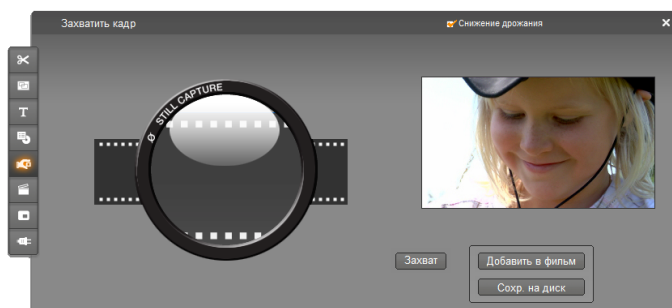 Захватить кадр
Снижение дрожания
Ø STILL CAPTURE
T
Захват
Добавить в фильм
Сохр. на диск